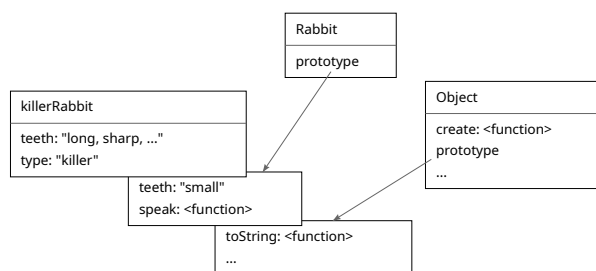 Rabbit
prototype
killerRabbit
teeth: "long, sharp, ..."
type: "killer"
Object
create: <function>
prototype
...
teeth: "small"
speak: <function>
toString: <function>
...